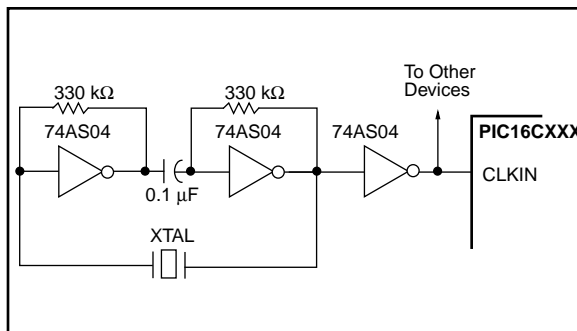 330 kΩ
330 kΩ
To Other
Devices
74AS04
74AS04
74AS04
PIC16CXXX
CLKIN
0.1 µF
XTAL